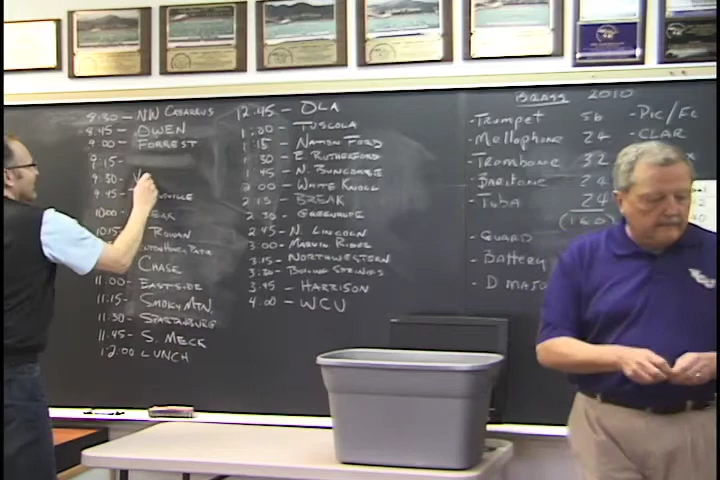 8:30 - NW CABARRUS
8:45 - OWEN
9:00 - FORREST
9:15 -
9:30 -
9:45 -
10:00 -
10:15 ROWAN
CHASE
11:00 - EASTSIDE
11:15 - SMOKY MTN.
11:30 - SPARTANBURG
11:45 - S. MECK
12:00 LUNCH
12:45 - OLA
1:00 - TUSCOLA
1:15 - NATION FORD
1:30 - E. RUTHERFORD
1:45 - N. BUNCOMBE
2:00 - WHITE KNOLL
2:15 - BREAK
2:30 - GREENHOPE
2:45 - N. LINCOLN
3:00 - MARVIN RIDGE
3:15 - NORTHWESTERN
3:30 - BOILING SPRINGS
3:45 - HARRISON
4:00 - WCU
BRASS 2010
- Trumpet 56
- Mellophone 24
- Trombone 32
- Baritone 24
- Tuba 24
(160)
- GUARD
- Battery
- D MAJO
- PIC/FL
- CLAR